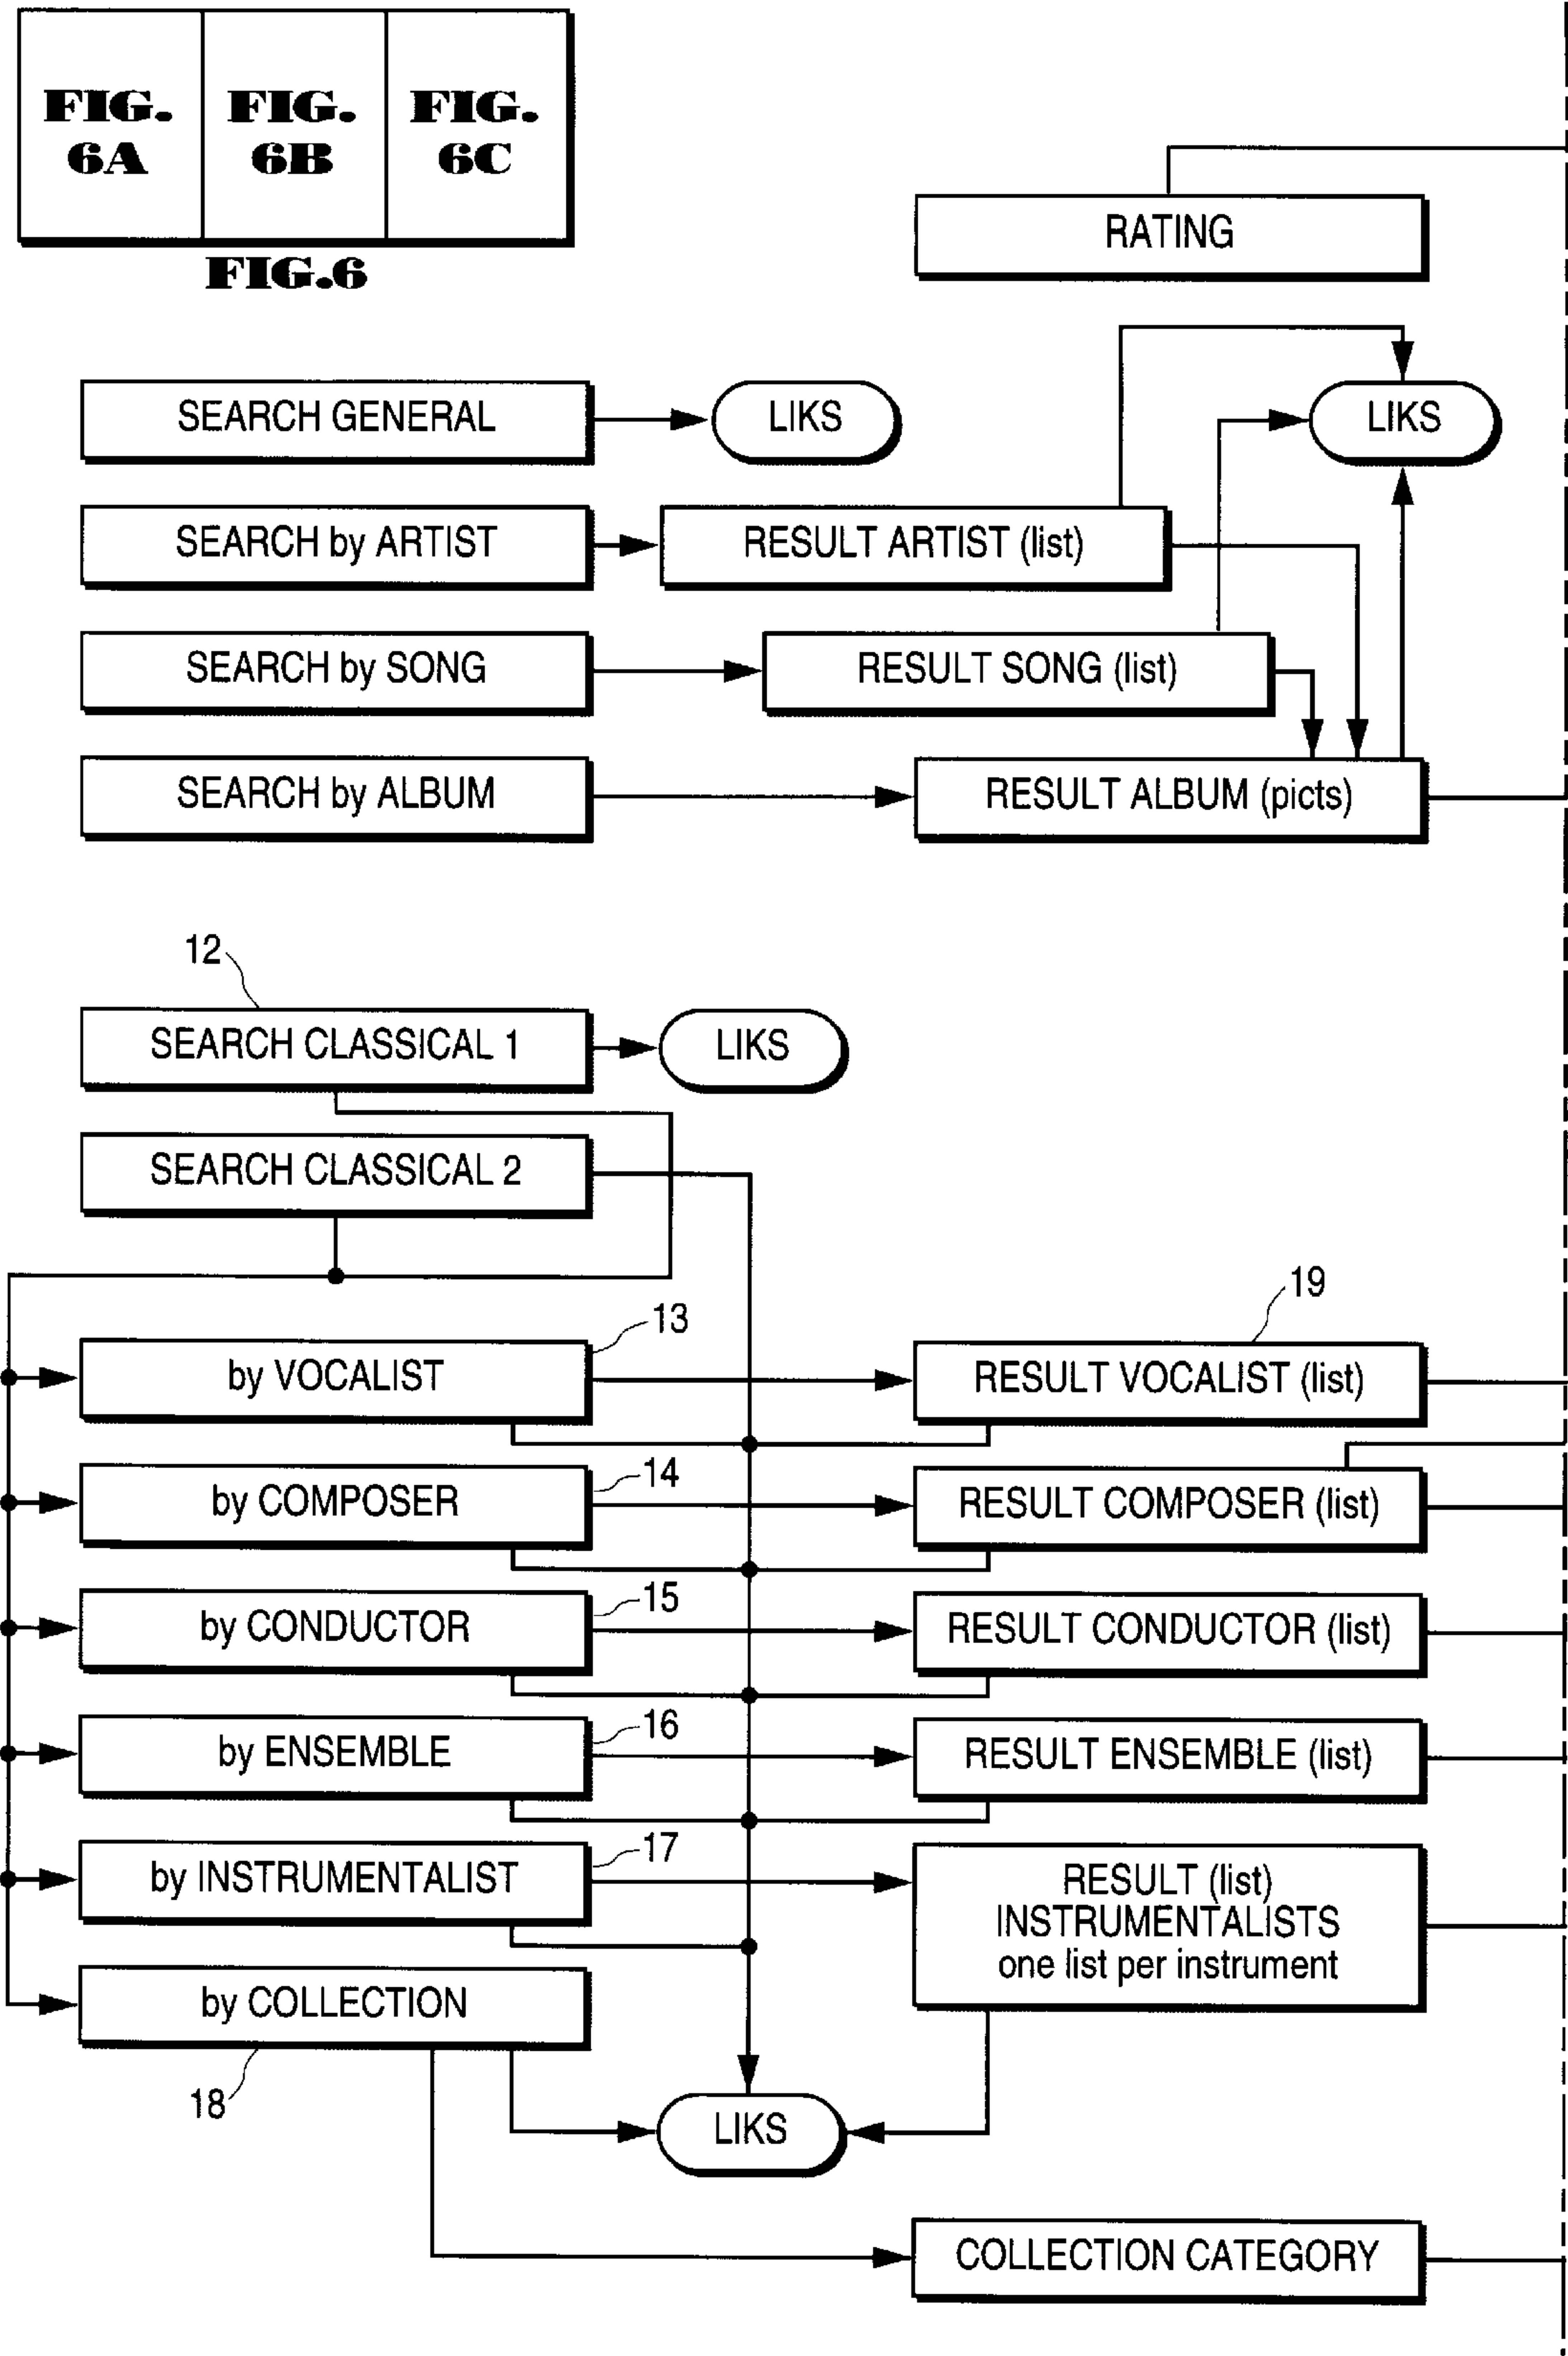 FIG. 6A
FIG. 6B
FIG. 6C
FIG.6
RATING
SEARCH GENERAL
LIKS
LIKS
SEARCH by ARTIST
RESULT ARTIST (list)
SEARCH by SONG
RESULT SONG (list)
SEARCH by ALBUM
RESULT ALBUM (picts)
12
SEARCH CLASSICAL 1
LIKS
SEARCH CLASSICAL 2
13
19
by VOCALIST
RESULT VOCALIST (list)
14
by COMPOSER
RESULT COMPOSER (list)
15
by CONDUCTOR
RESULT CONDUCTOR (list)
16
by ENSEMBLE
RESULT ENSEMBLE (list)
17
by INSTRUMENTALIST
RESULT (list)
INSTRUMENTALISTS
one list per instrument
by COLLECTION
18
LIKS
COLLECTION CATEGORY